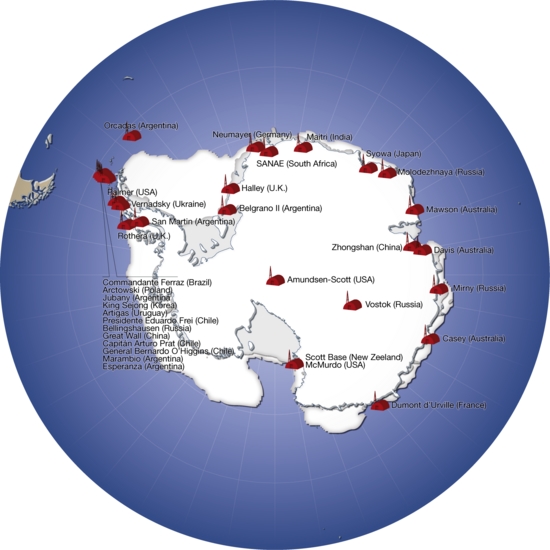 Orcadas (Argentina)
Neumayer (Germany)
Maitri (India)
SANAE (South Africa)
Syowa (Japan)
Molodezhnaya (Russia)
Halley (U.K.)
Palmer (USA)
Vernadsky (Ukraine)
Belgrano II (Argentina)
Mawson (Australia)
San Martin (Argentina)
Rothera (U.K.)
Zhongshan (China)
Davis (Australia)
Amundsen-Scott (USA)
Mirny (Russia)
Vostok (Russia)
Commandante Ferraz (Brazil)
Arctowski (Poland)
Jubany (Argentina)
King Sejong (Korea)
Artigas (Uruguay)
Presidente Eduardo Frei (Chile)
Bellingshausen (Russia)
Great Wall (China)
Capitán Arturo Prat (Chile)
General Bernardo O'Higgins (Chile)
Marambio (Argentina)
Esperanza (Argentina)
Casey (Australia)
Scott Base (New Zeeland)
McMurdo (USA)
Dumont d'Urville (France)